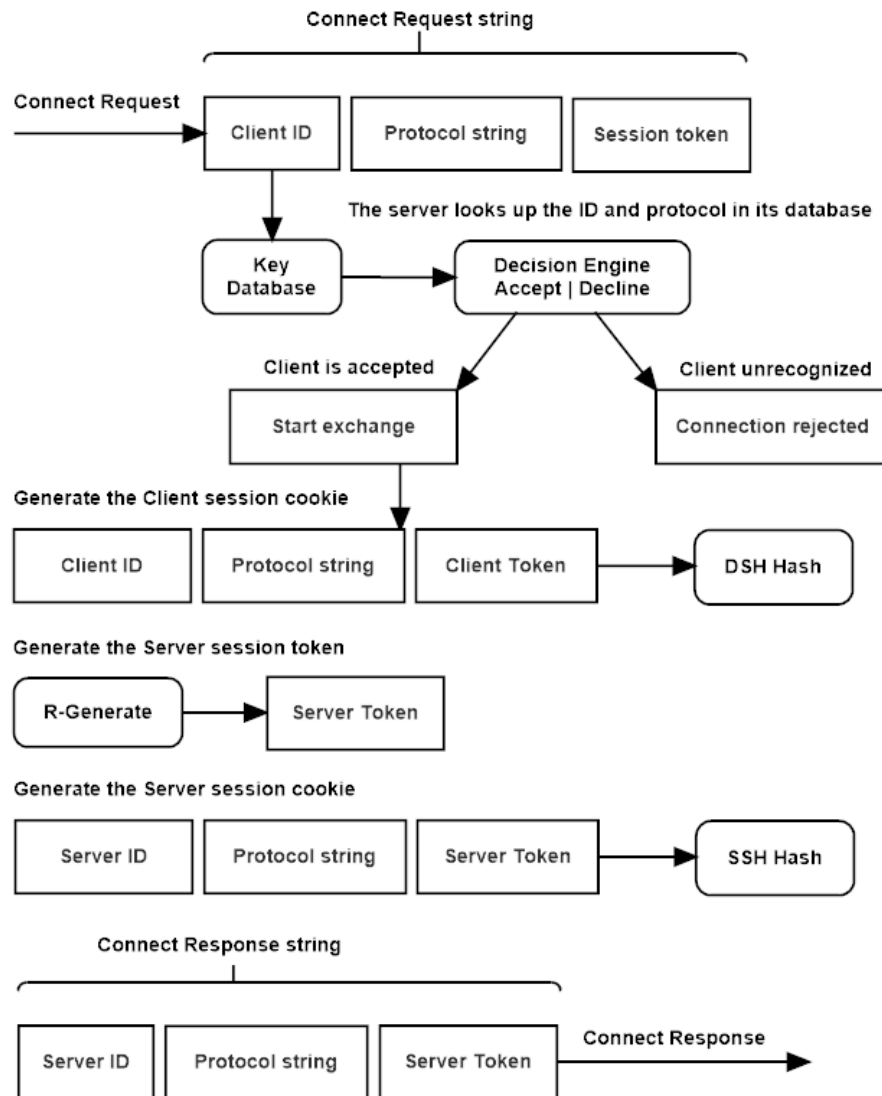 Connect Request string
Connect Request
Client ID
Protocol string
Session token
The server looks up the ID and protocol in its database
Key
Database
Decision Engine
Accept | Decline
Client is accepted
Client unrecognized
Start exchange
Connection rejected
Generate the Client session cookie
Client ID
Protocol string
Client Token
DSH Hash
Generate the Server session token
R-Generate
Server Token
Generate the Server session cookie
Server ID
Protocol string
Server Token
SSH Hash
Connect Response string
Server ID
Protocol string
Server Token
Connect Response